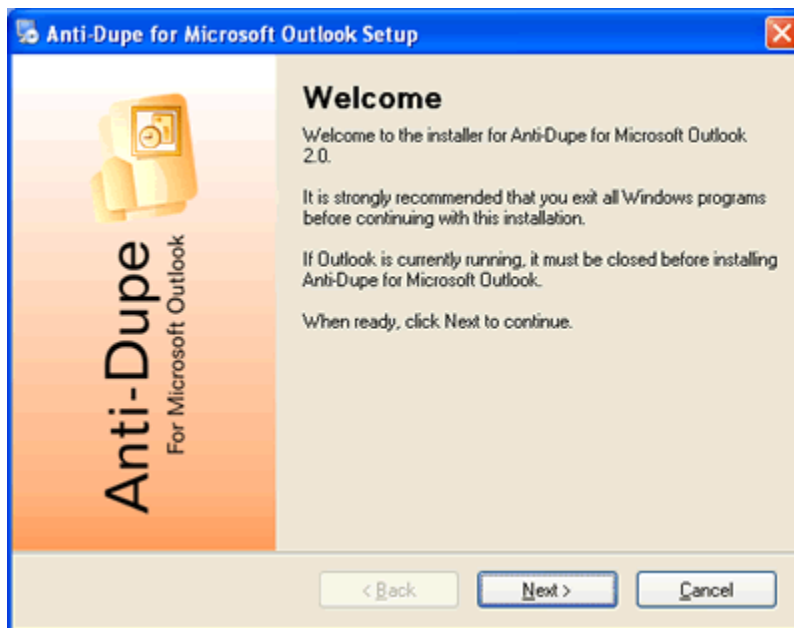 Anti-Dupe for Microsoft Outlook Setup
Anti-Dupe
For Microsoft Outlook
Welcome
Welcome to the installer for Anti-Dupe for Microsoft Outlook
2.0.
It is strongly recommended that you exit all Windows programs
before continuing with this installation.
If Outlook is currently running, it must be closed before installing
Anti-Dupe for Microsoft Outlook.
When ready, click Next to continue.
< Back
Next >
Cancel